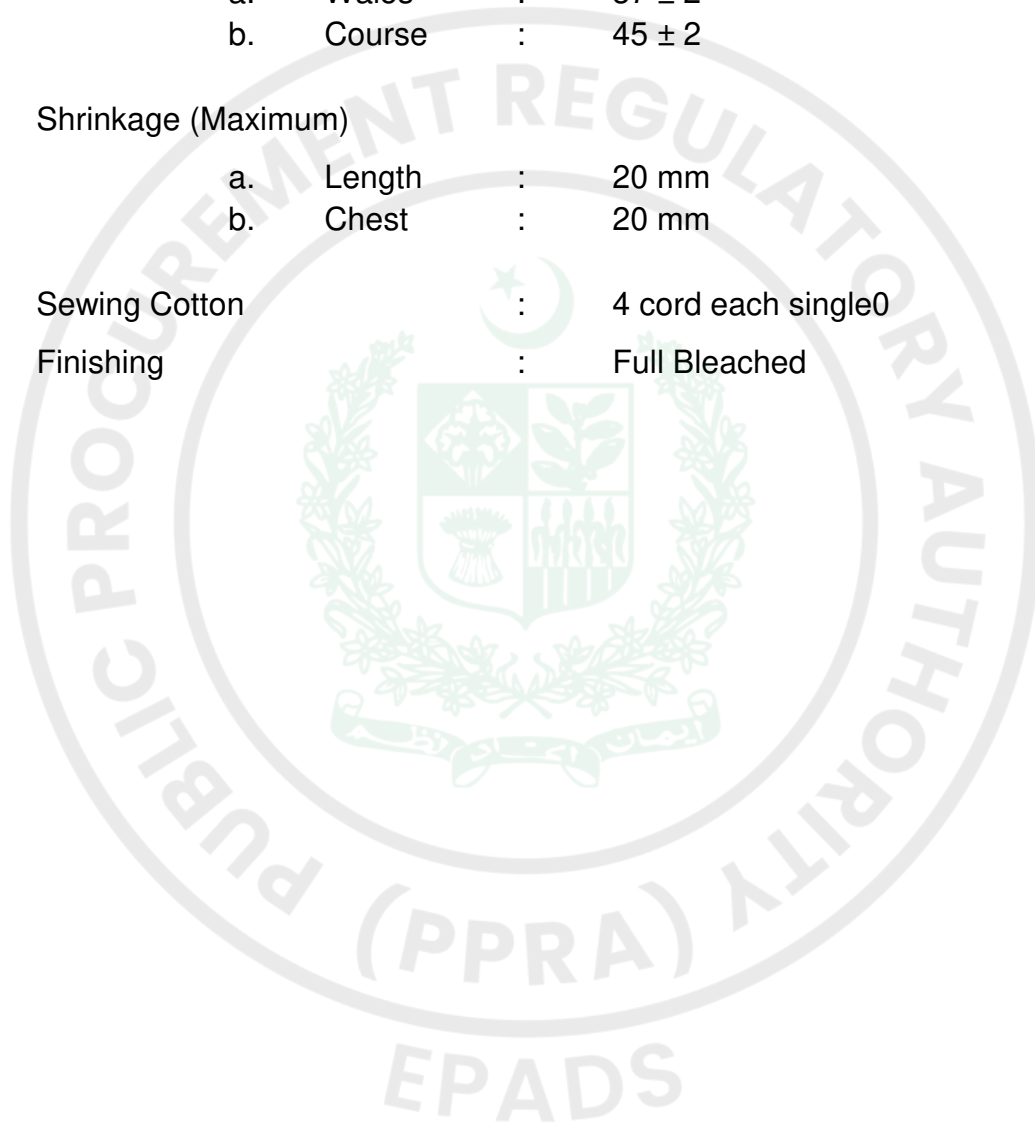 b. Course : 45 ± 2
Shrinkage (Maximum)
a. Length : 20 mm
b. Chest : 20 mm
Sewing Cotton : 4 cord each single0
Finishing : Full Bleached
PUBLIC PROCUREMENT REGULATORY AUTHORITY
(PPRA)
EPADS